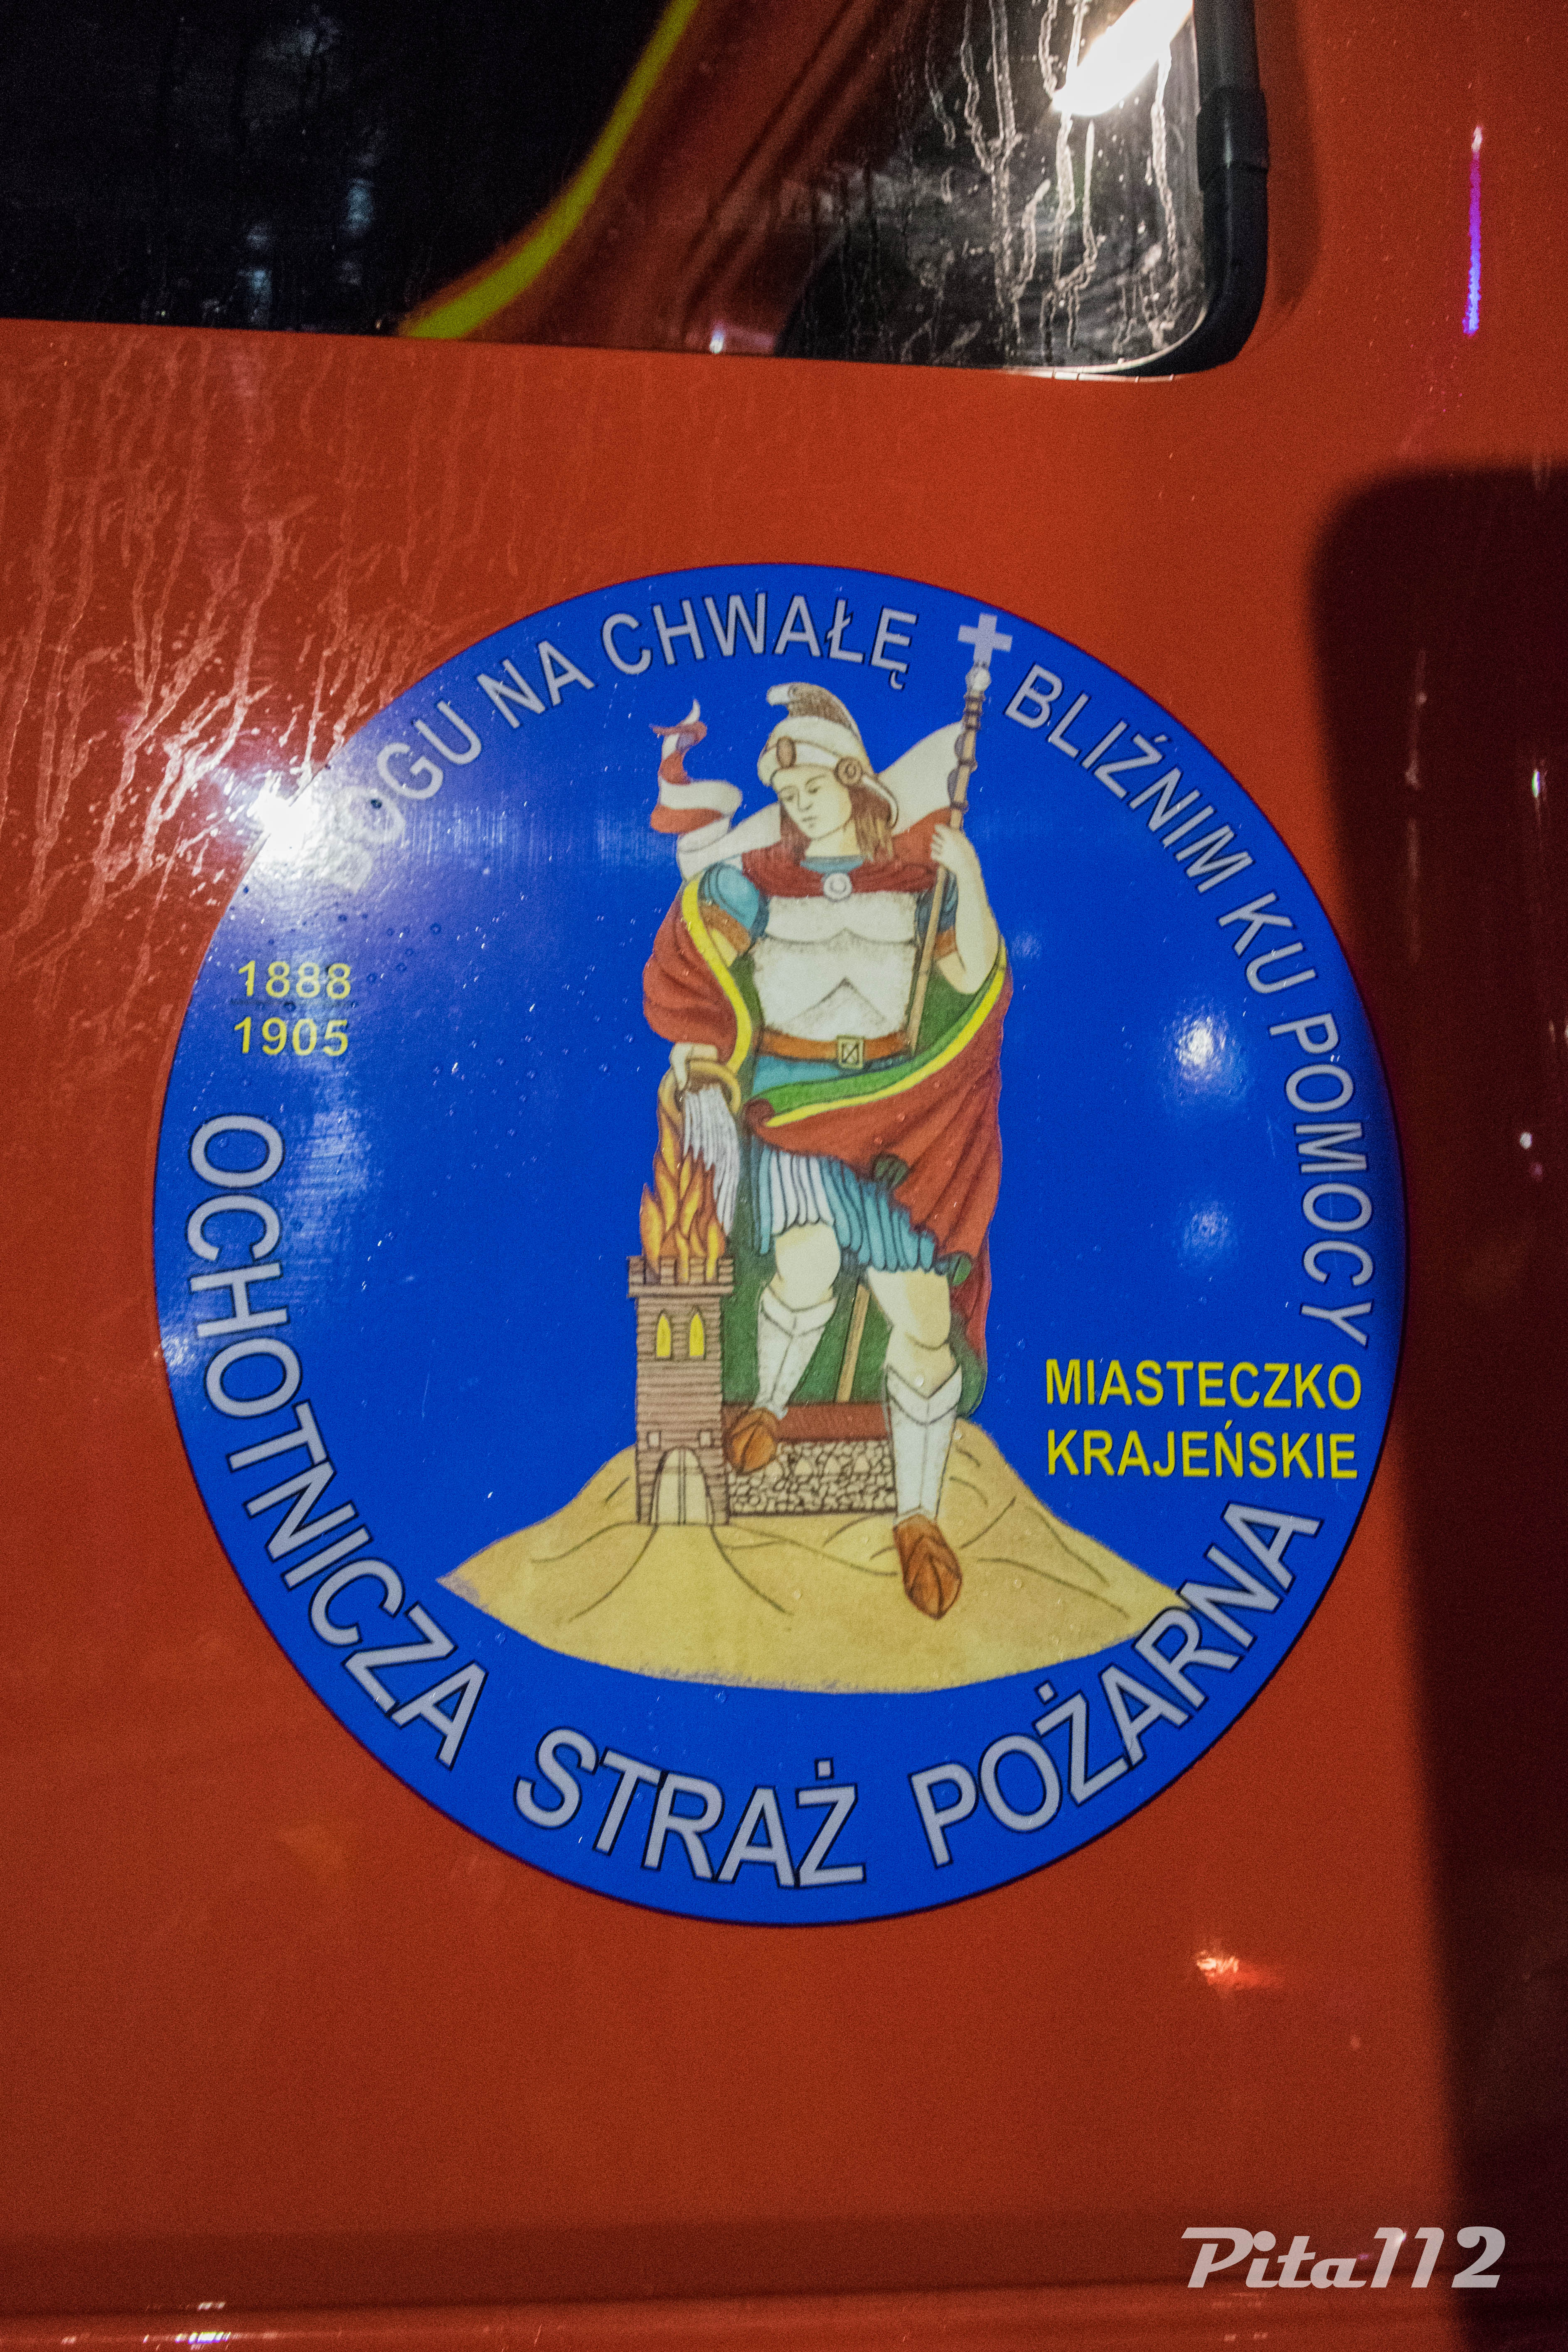 BOGU NA CHWAŁĘ BLIŹNIM KU POMOCY
1888
1905
MIASTECZKO
KRAJEŃSKIE
OCHOTNICZA STRAŻ POŻARNA
Pita112